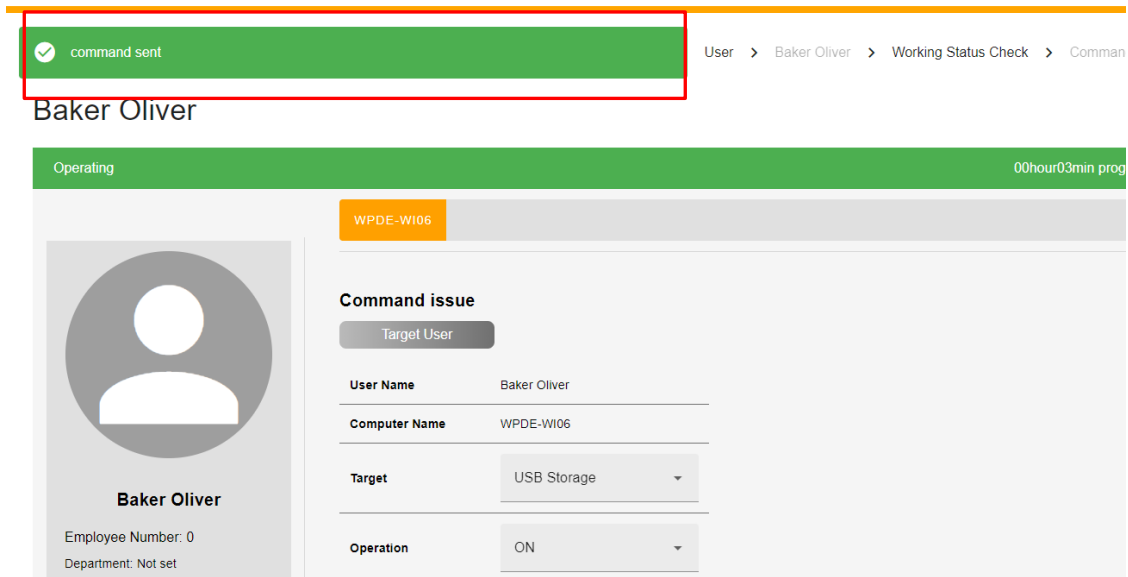 command sent
User > Baker Oliver > Working Status Check > Comman
Baker Oliver
Operating 00hour03min prog
WPDE-WI06
Command issue
Target User
User Name Baker Oliver
Computer Name WPDE-WI06
Target USB Storage
Operation ON
Baker Oliver
Employee Number: 0
Department: Not set